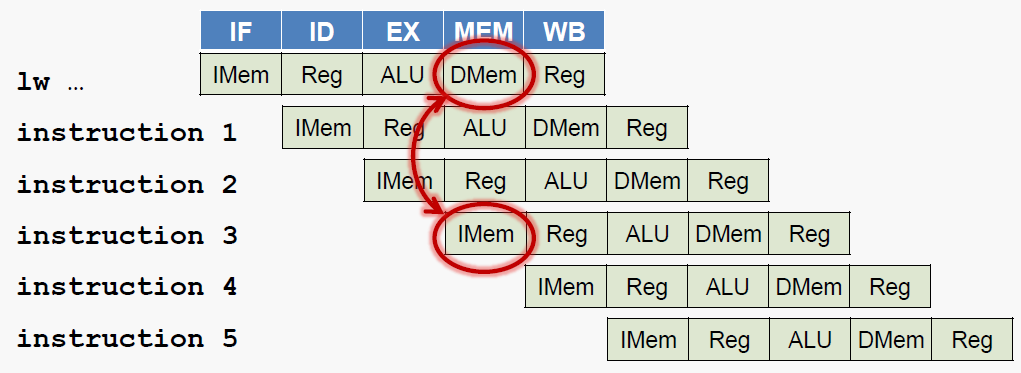 IF ID EX MEM WB
lw … IMem Reg ALU DMem Reg
instruction 1 IMem Reg ALU DMem Reg
instruction 2 IMem Reg ALU DMem Reg
instruction 3 IMem Reg ALU DMem Reg
instruction 4 IMem Reg ALU DMem Reg
instruction 5 IMem Reg ALU DMem Reg